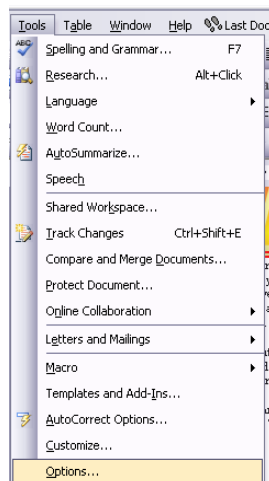 Tools Table Window Help Last Doc
Spelling and Grammar... F7
Research... Alt+Click
Language
Word Count...
AutoSummarize...
Speech
Shared Workspace...
Track Changes Ctrl+Shift+E
Compare and Merge Documents...
Protect Document...
Online Collaboration
Letters and Mailings
Macro
Templates and Add-Ins...
AutoCorrect Options...
Customize...
Options...